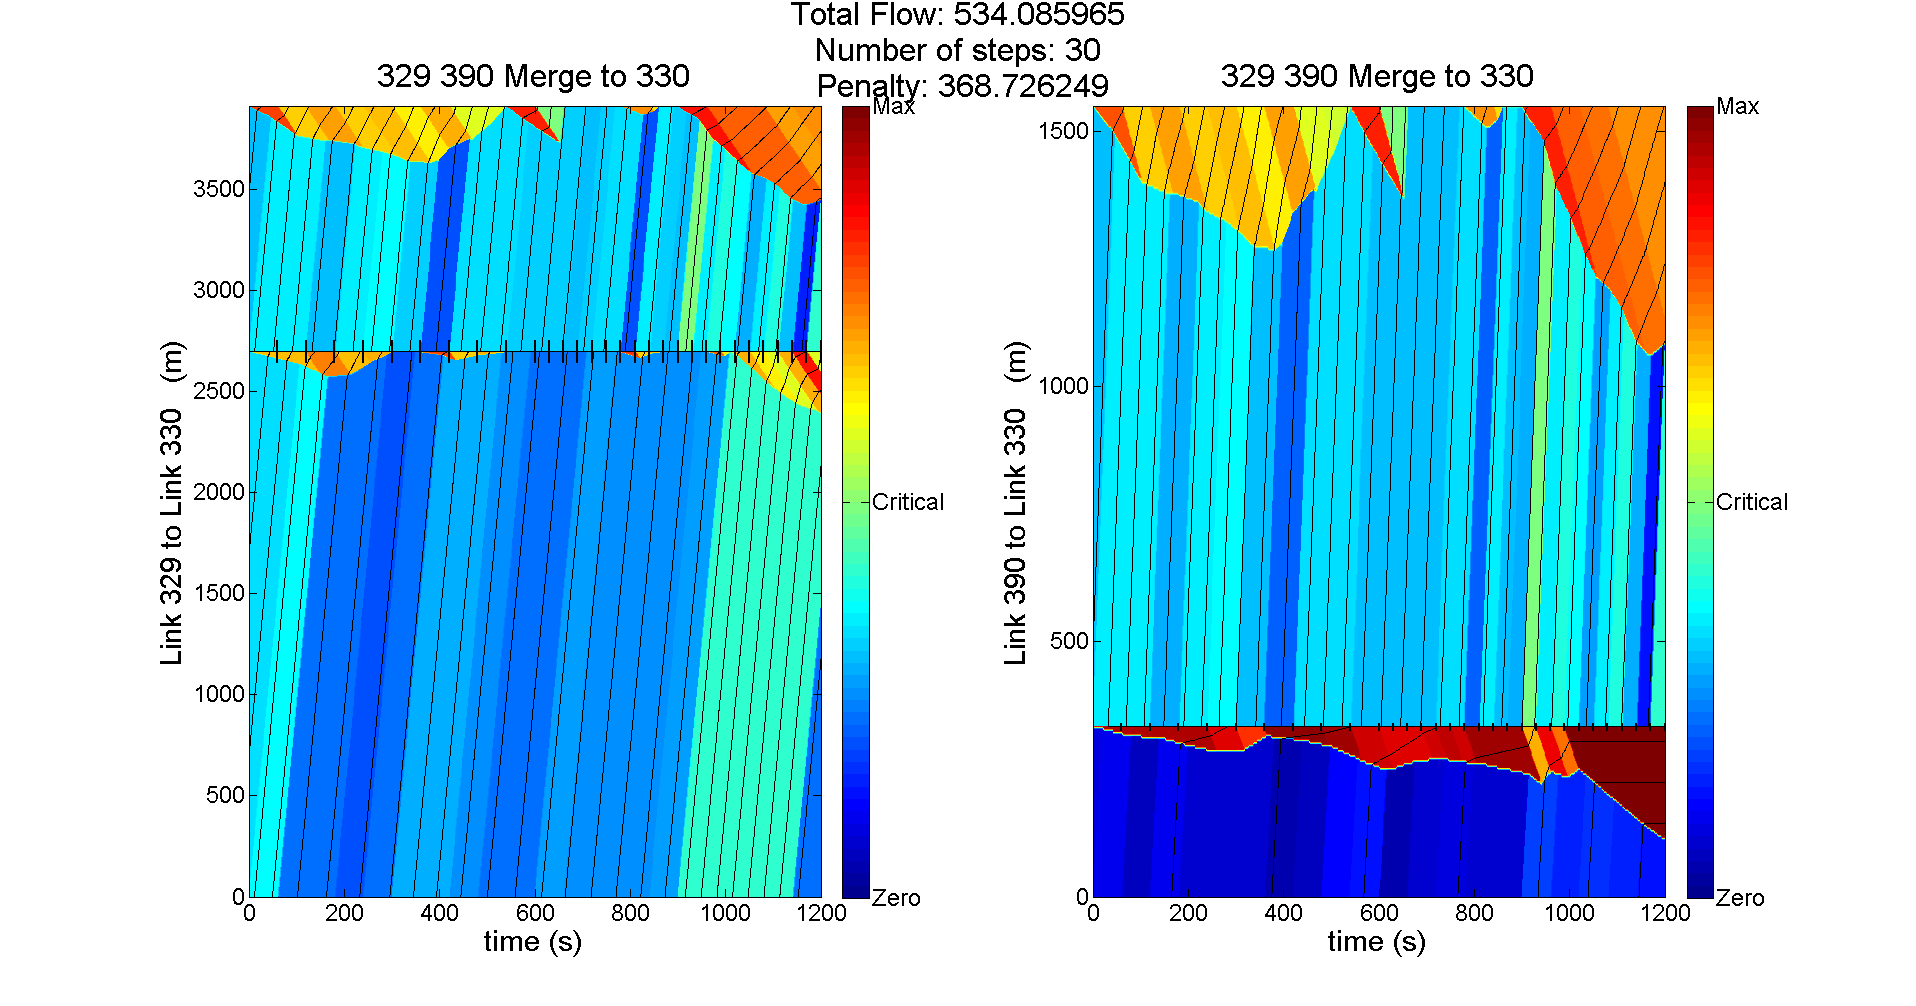 Total Flow: 534.085965
Number of steps: 30
Penalty: 368.726249
329 390 Merge to 330
3500
3000
2500
2000
1500
1000
500
0
0 200 400 600 800 1000 1200
time (s)
Link 329 to Link 330 (m)
Max
Critical
Zero
329 390 Merge to 330
1500
1000
500
0
0 200 400 600 800 1000 1200
time (s)
Link 390 to Link 330 (m)
Max
Critical
Zero